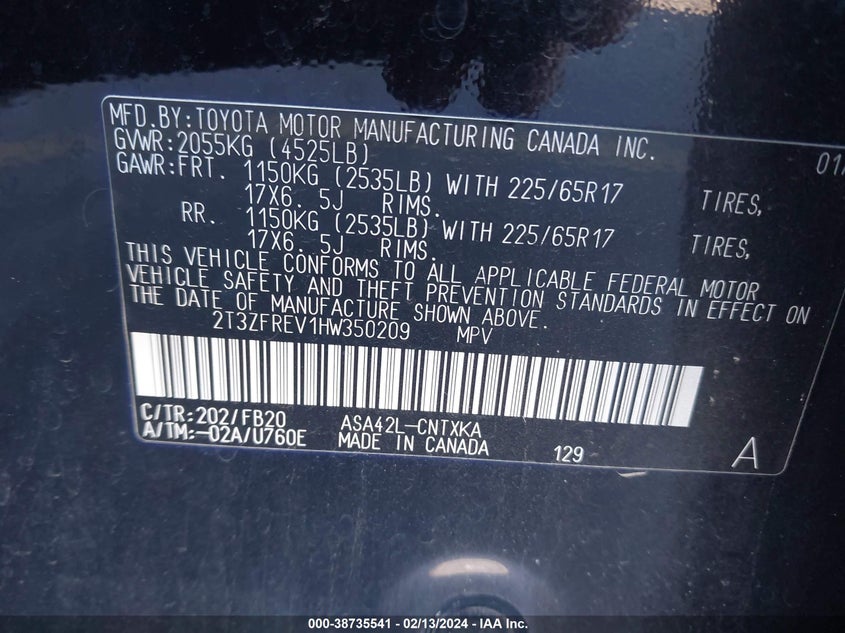 MFD.BY:TOYOTA MOTOR MANUFACTURING CANADA INC. 01/
GVWR:2055KG (4525LB)
GAWR:FRT. 1150KG (2535LB) WITH 225/65R17 TIRES,
17X6. 5J RIMS.
RR. 1150KG (2535LB) WITH 225/65R17 TIRES,
17X6. 5J RIMS.
THIS VEHICLE CONFORMS TO ALL APPLICABLE FEDERAL MOTOR
VEHICLE SAFETY AND THEFT PREVENTION STANDARDS IN EFFECT ON
THE DATE OF MANUFACTURE SHOWN ABOVE.
2T3ZFREV1HW350209 MPV
C/TR:202/FB20 ASA42L-CNTXKA
A/TM:-02A/U760E MADE IN CANADA 129 A
000-38735541 - 02/13/2024 - IAA Inc.